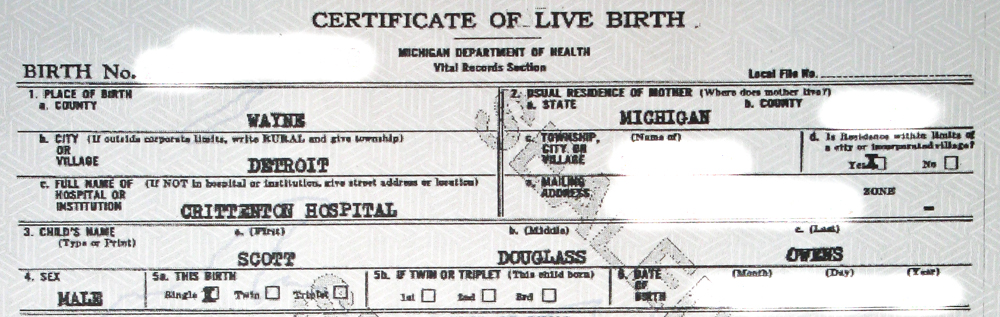 CERTIFICATE OF LIVE BIRTH
MICHIGAN DEPARTMENT OF HEALTH
Vital Records Section
BIRTH No.
Local File No.
1. PLACE OF BIRTH
a. COUNTY
WAYNE
2. USUAL RESIDENCE OF MOTHER (Where does mother live?)
a. STATE b. COUNTY
MICHIGAN
b. CITY (If outside corporate limits, write RURAL and give township)
OR
VILLAGE
DETROIT
c. TOWNSHIP, (Name of)
CITY OR
VILLAGE
d. Is Residence within limits of
a city or incorporated village?
Yes X No
c. FULL NAME OF (If NOT in hospital or institution, give street address or location)
HOSPITAL OR
INSTITUTION
CRITTENTON HOSPITAL
e. MAILING
ADDRESS
ZONE
3. CHILD'S NAME a. (First) b. (Middle) c. (Last)
(Type or Print)
SCOTT DOUGLASS OWENS
4. SEX
MALE
5a. THIS BIRTH
Single X Twin Triplet
5b. IF TWIN OR TRIPLET (This child born)
1st 2nd 3rd
6. DATE (Month) (Day) (Year)
OF
BIRTH